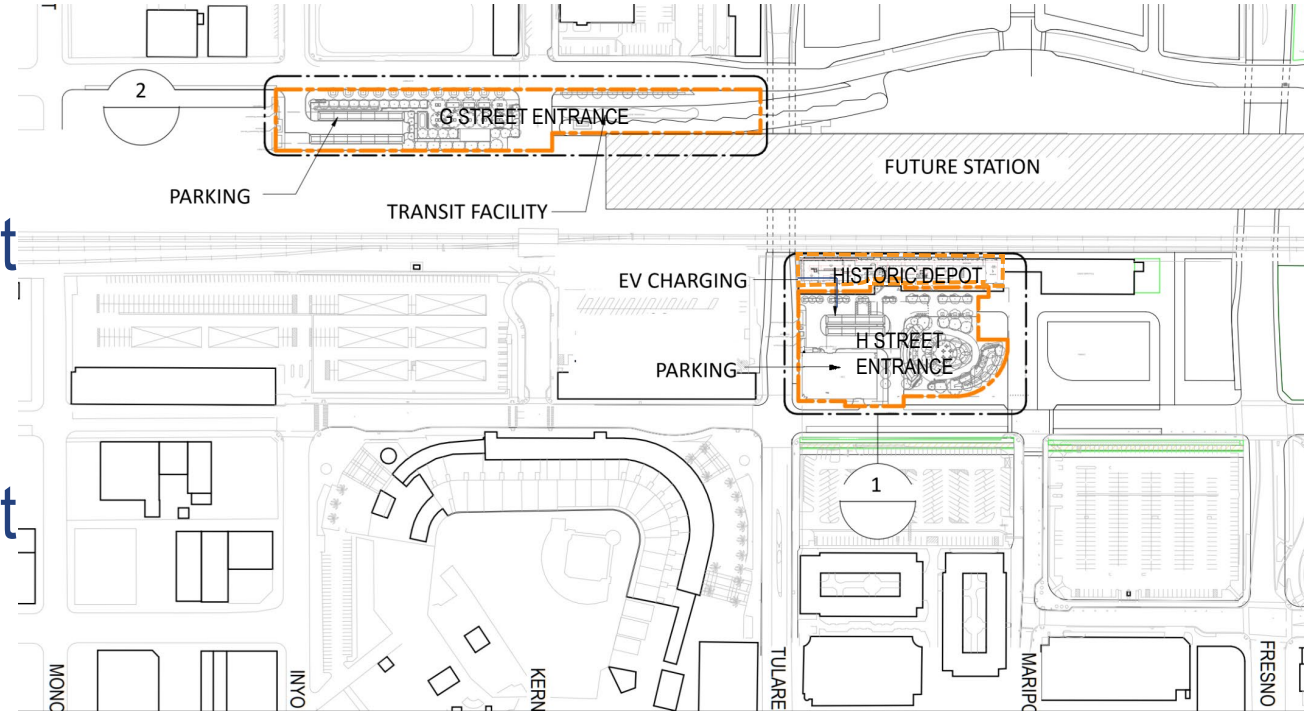 2
G STREET ENTRANCE
FUTURE STATION
PARKING
TRANSIT FACILITY
t
EV CHARGING
HISTORIC DEPOT
H STREET
ENTRANCE
PARKING
1
t
MONO
INYO
KERN
TULARE
MARIPO
FRESNO